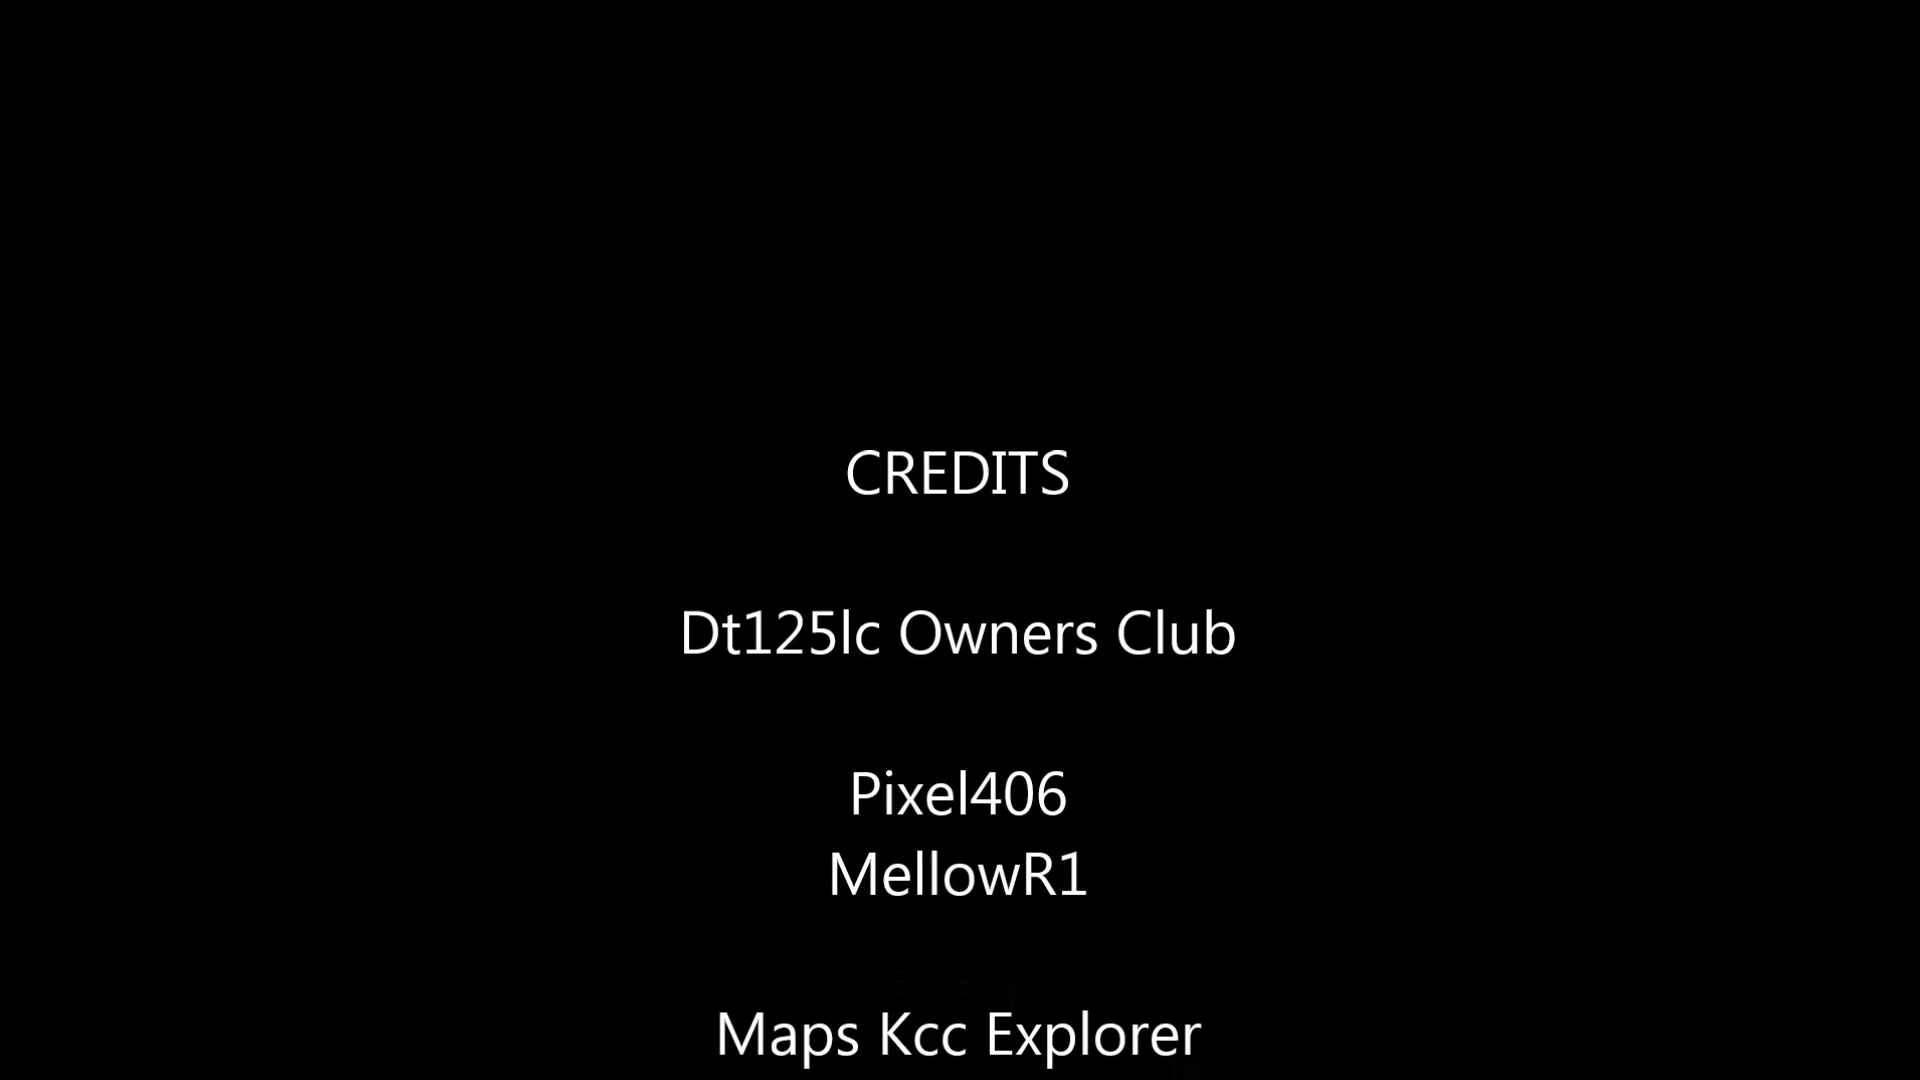 CREDITS
Dt125lc Owners Club
Pixel406
MellowR1
Maps Kcc Explorer